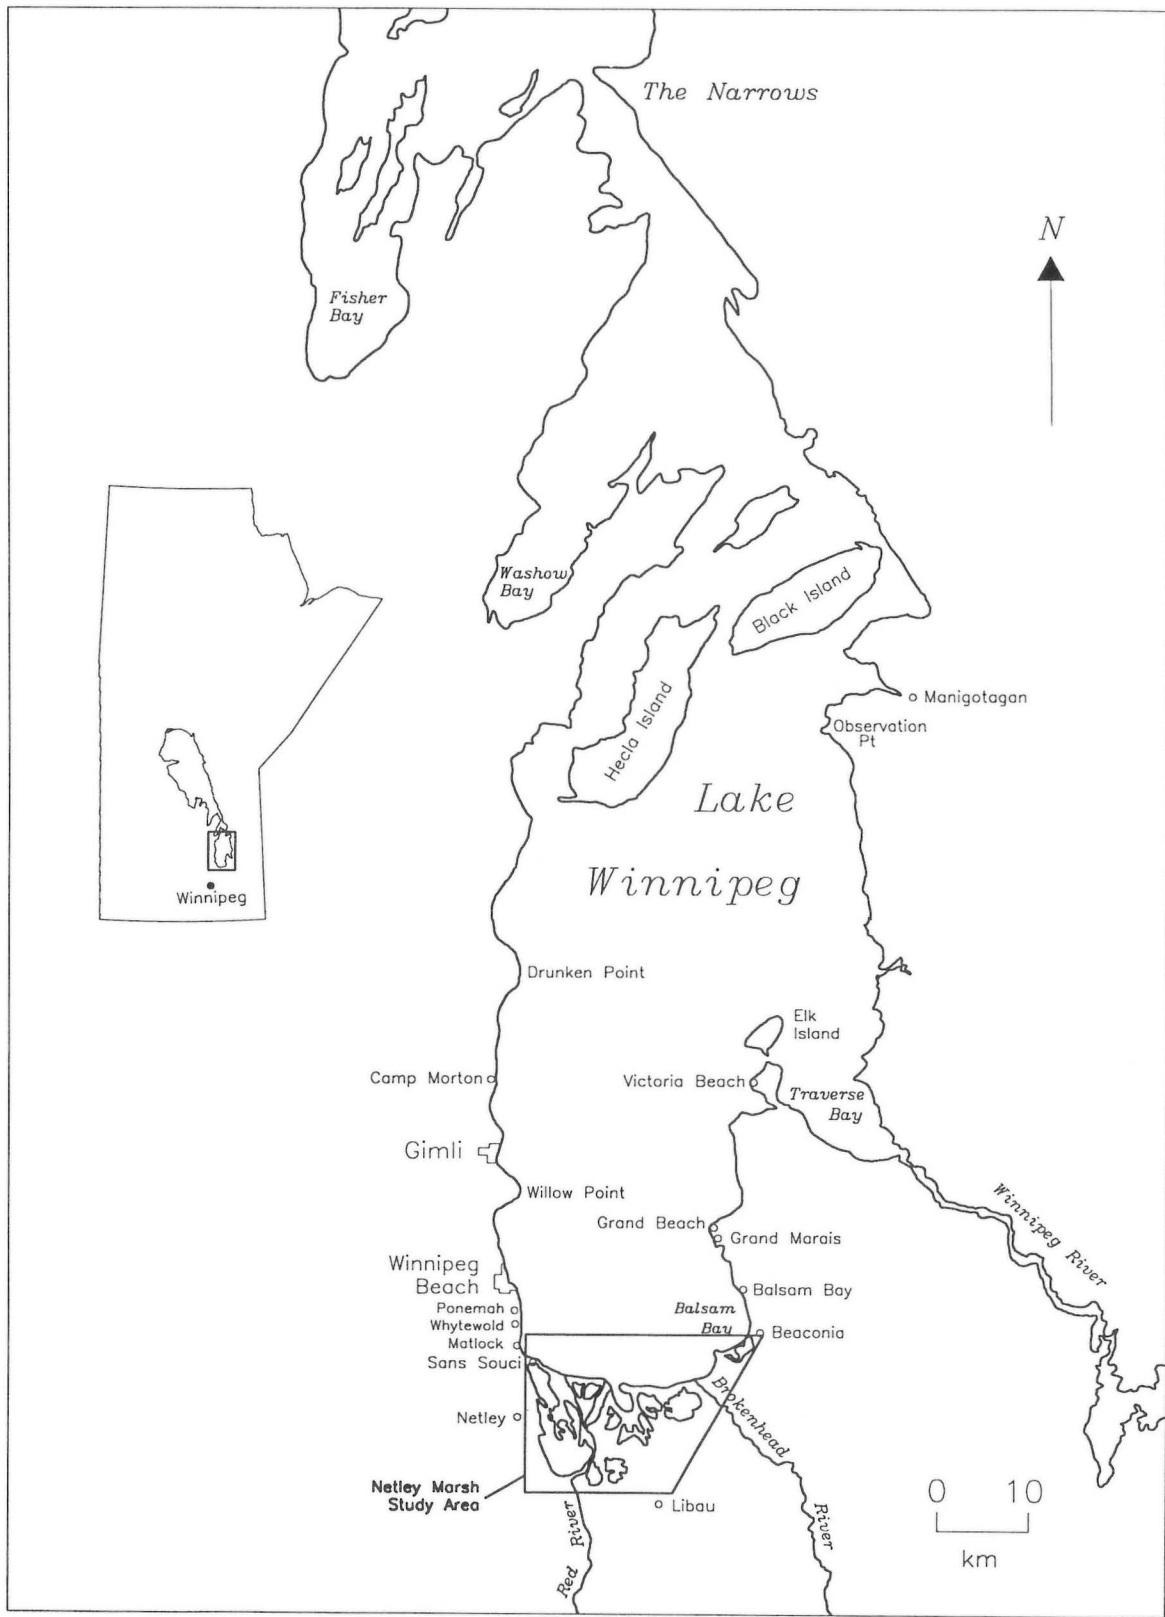 The Narrows
N
Fisher
Bay
Washow
Bay
Black Island
Hecla Island
Manigotagan
Observation
Pt
Lake
Winnipeg
Winnipeg
Drunken Point
Elk
Island
Camp Morton
Victoria Beach
Traverse
Bay
Gimli
Willow Point
Winnipeg River
Grand Beach
Grand Marais
Winnipeg
Beach
Balsam Bay
Ponemah
Balsam
Bay
Whytewold
Beaconia
Matlock
Sans Souci
Brokenhead
River
Netley
Netley Marsh
Study Area
Libau
Red River
0 10
km